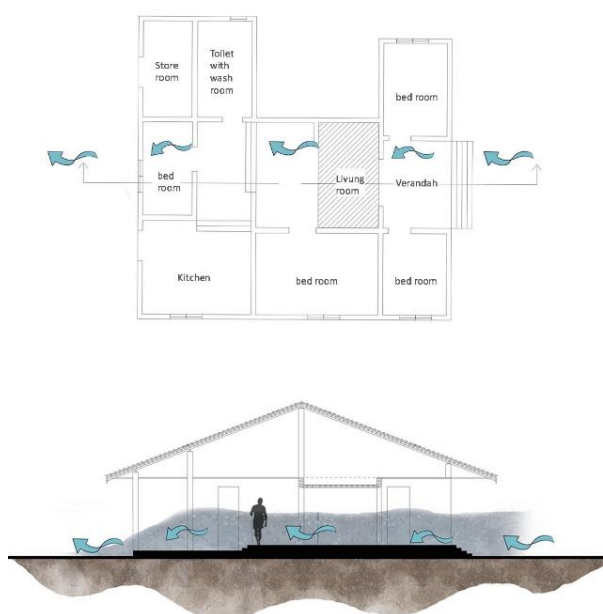 Store
room
Toilet
with
wash
room
bed room
bed
room
Livung
room
Verandah
Kitchen
bed room
bed room